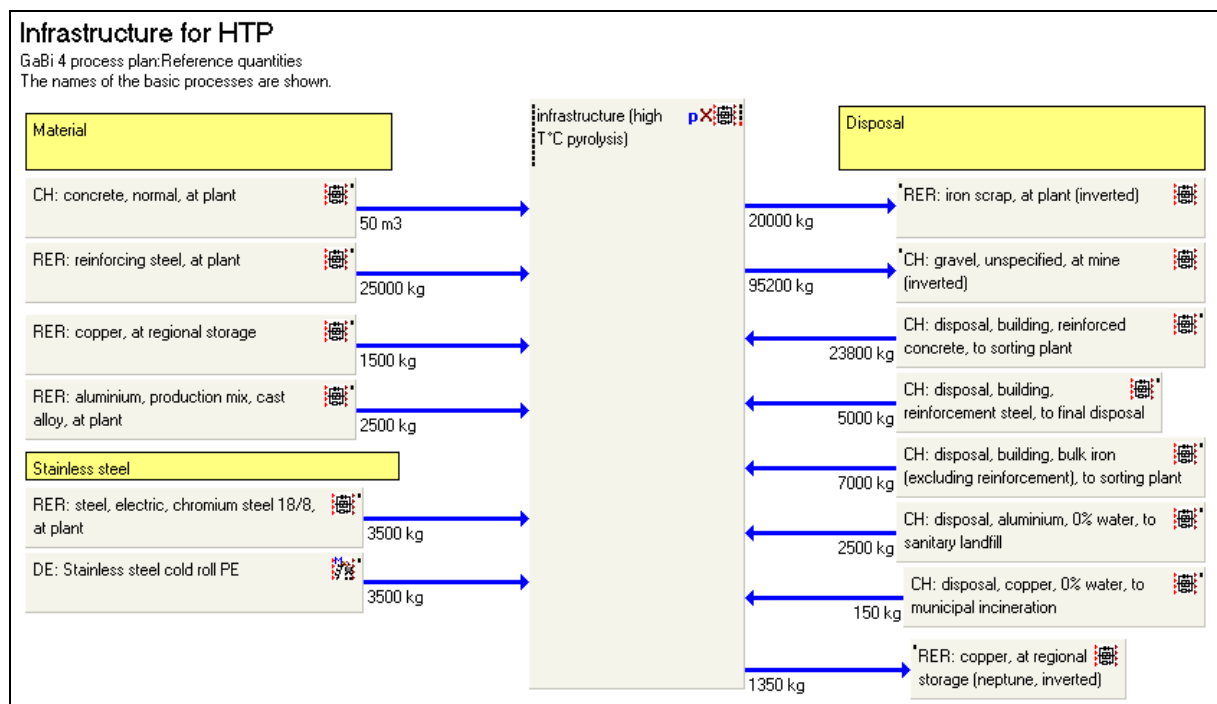 Infrastructure for HTP
GaBi 4 process plan:Reference quantities
The names of the basic processes are shown.
Material
CH: concrete, normal, at plant
50 m3
RER: reinforcing steel, at plant
25000 kg
RER: copper, at regional storage
1500 kg
RER: aluminium, production mix, cast
alloy, at plant
2500 kg
Stainless steel
RER: steel, electric, chromium steel 18/8,
at plant
3500 kg
DE: Stainless steel cold roll PE
3500 kg
infrastructure (high
T°C pyrolysis)
pX
Disposal
RER: iron scrap, at plant (inverted)
20000 kg
CH: gravel, unspecified, at mine
(inverted)
95200 kg
CH: disposal, building, reinforced
concrete, to sorting plant
23800 kg
CH: disposal, building,
reinforcement steel, to final disposal
5000 kg
CH: disposal, building, bulk iron
(excluding reinforcement), to sorting plant
7000 kg
CH: disposal, aluminium, 0% water, to
sanitary landfill
2500 kg
CH: disposal, copper, 0% water, to
municipal incineration
150 kg
RER: copper, at regional
storage (neptune, inverted)
1350 kg